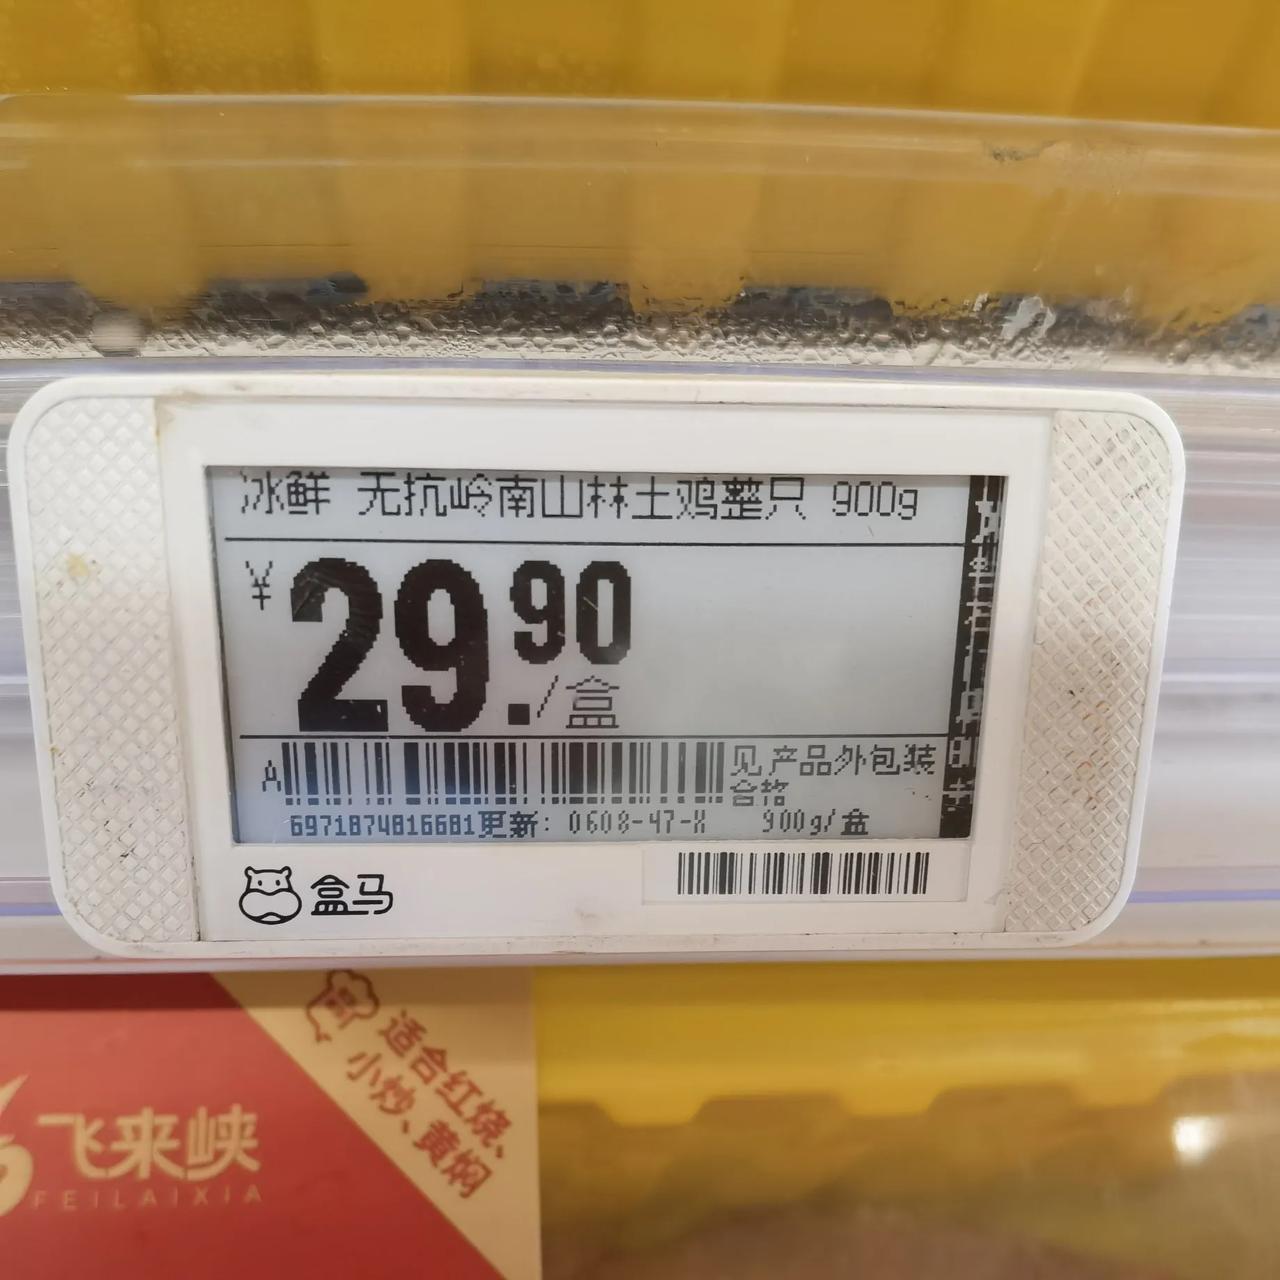 冰鲜 无抗岭南山林土鸡整只 900g
¥29.90/盒
A
见产品外包装
合格
6971874816681更新: 0608-47-X 900g/盒
盒马
适合红烧、
小炒、黄焖
飞来峡
FEILAIXIA